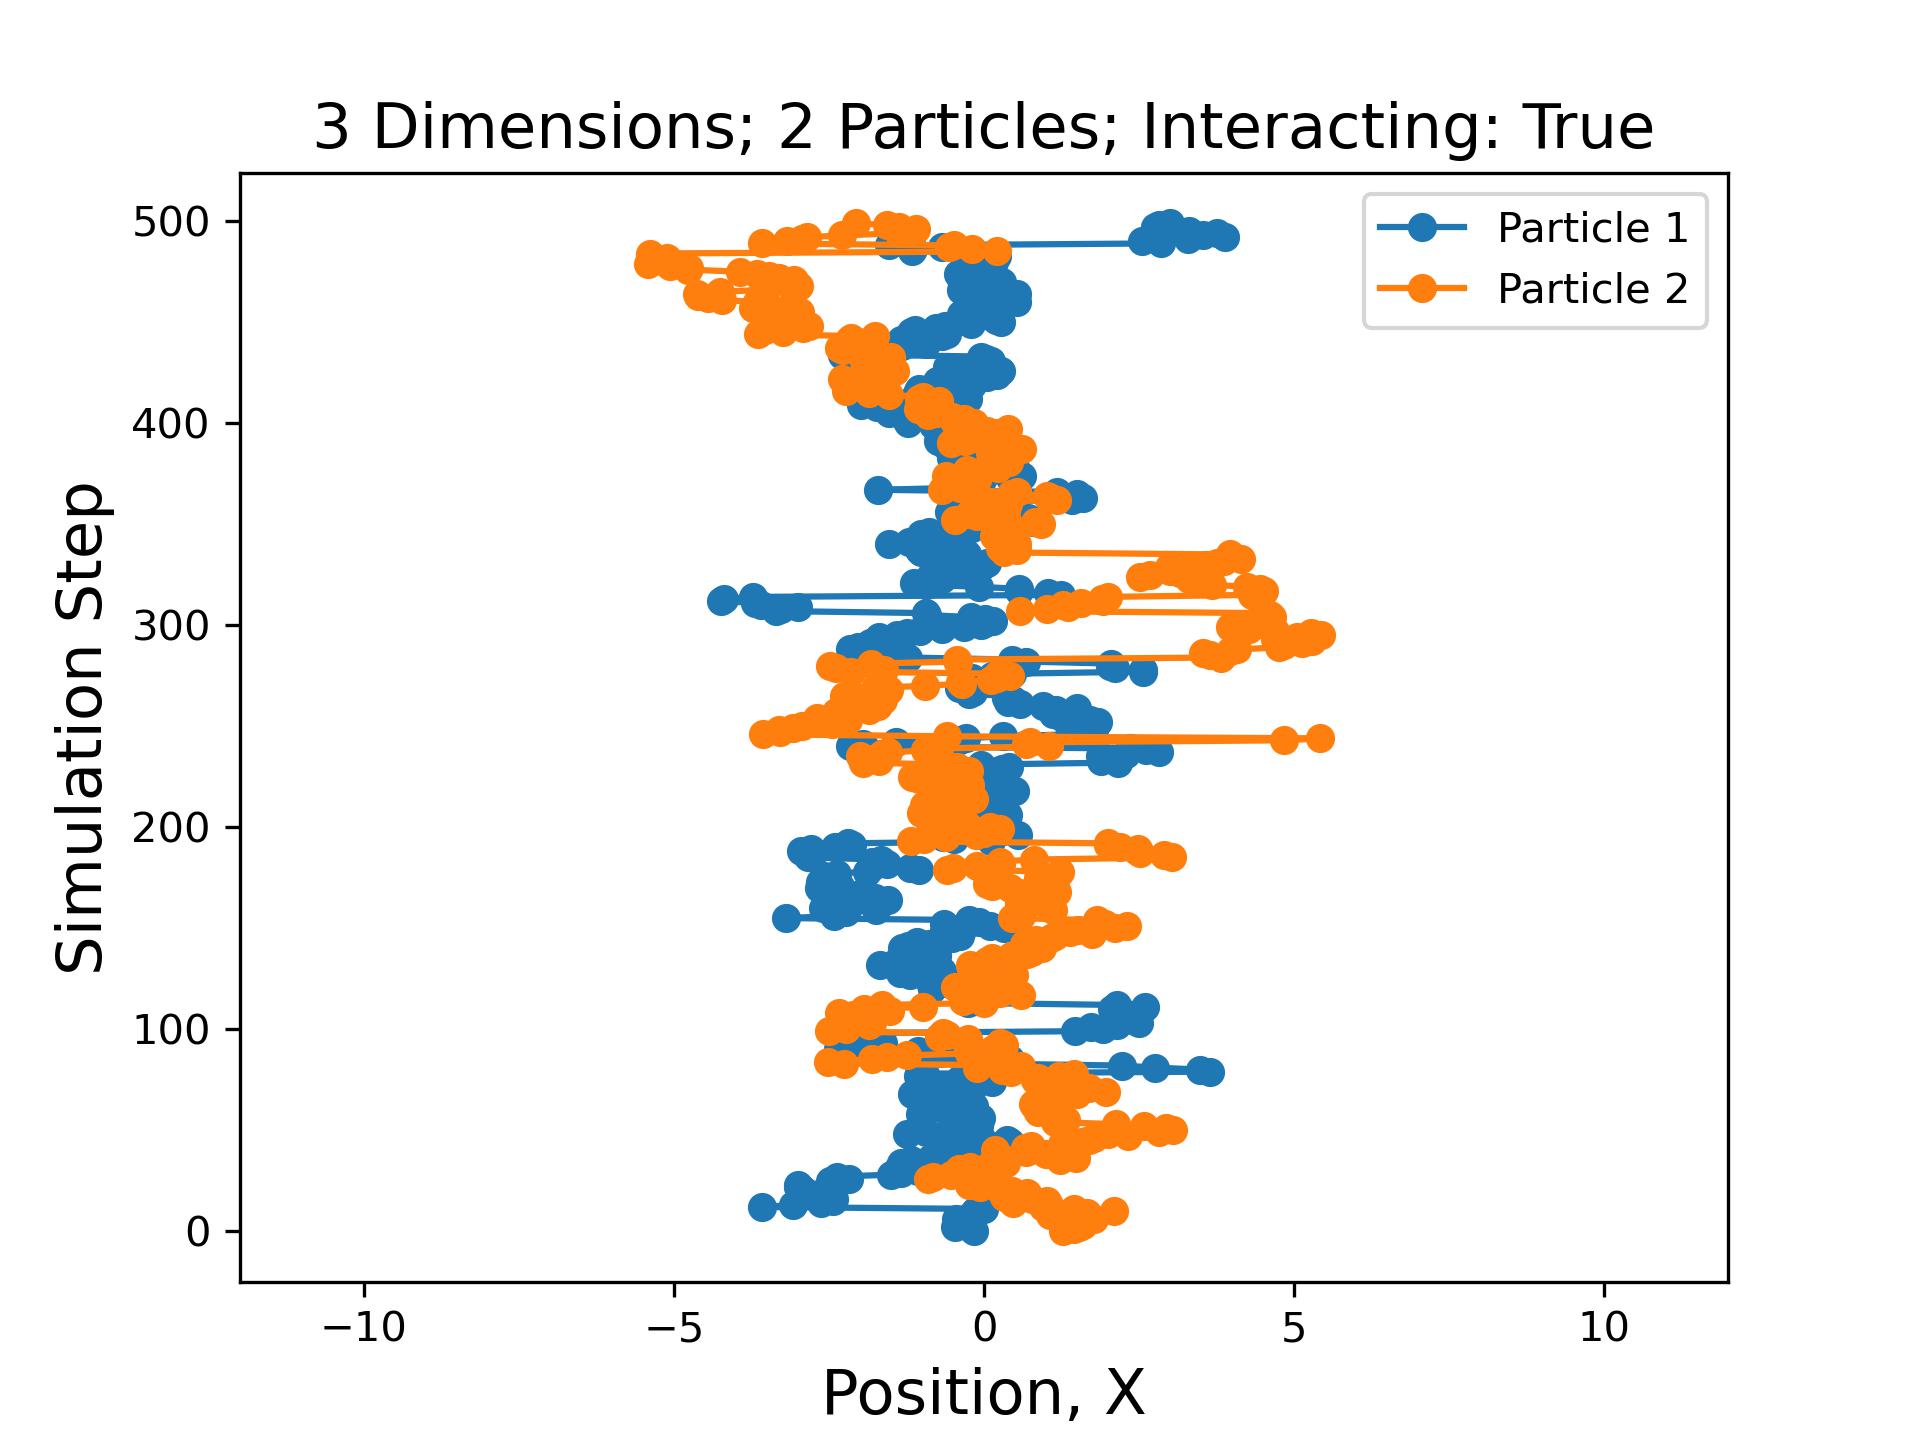 3 Dimensions; 2 Particles; Interacting: True
Particle 1
Particle 2
500
400
300
200
100
0
Simulation Step
−10
−5
0
5
10
Position, X